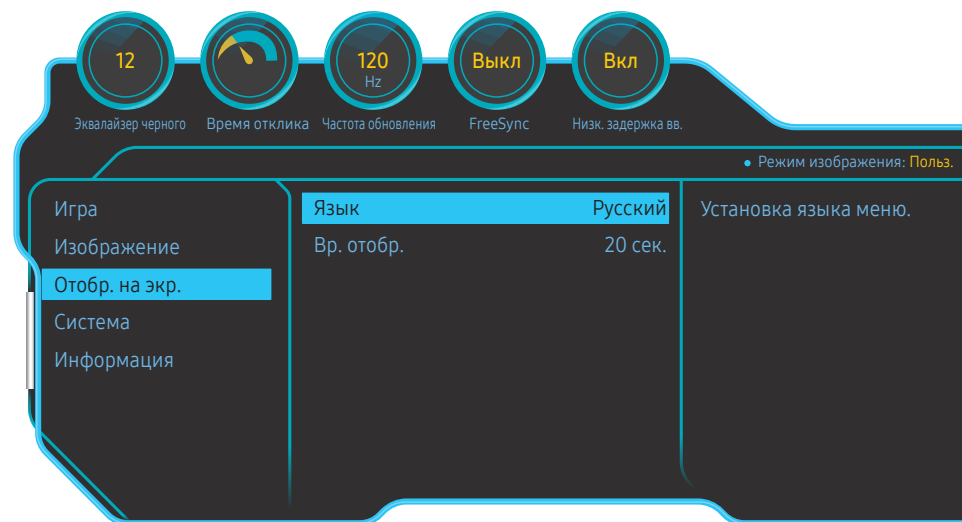 12
120
Hz
Выкл
Вкл
Эквалайзер черного
Время отклика
Частота обновления
FreeSync
Низк. задержка вв.
Режим изображения: Польз.
Игра
Изображение
Отобр. на экр.
Система
Информация
Язык Русский
Вр. отобр. 20 сек.
Установка языка меню.